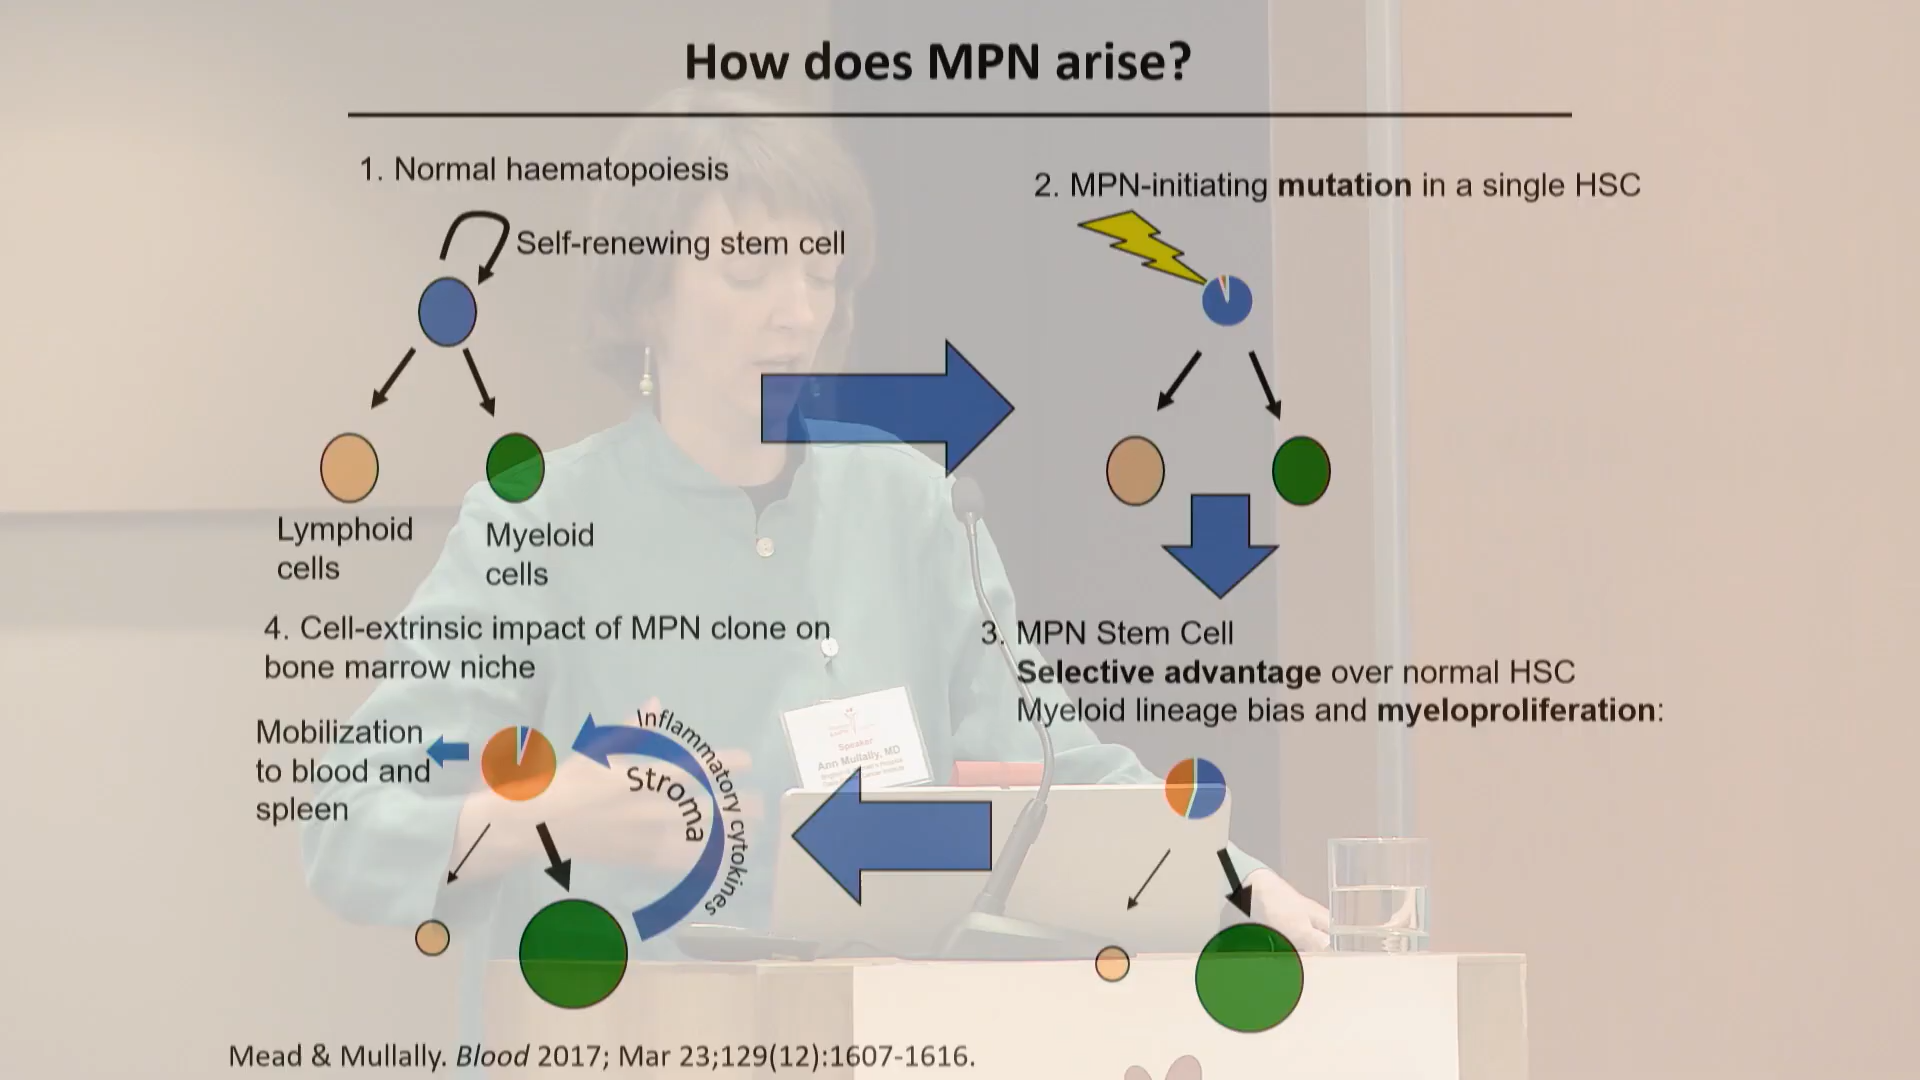 How does MPN arise?
1. Normal haematopoiesis
Self-renewing stem cell
Lymphoid
cells
Myeloid
cells
2. MPN-initiating mutation in a single HSC
3. MPN Stem Cell
Selective advantage over normal HSC
Myeloid lineage bias and myeloproliferation:
4. Cell-extrinsic impact of MPN clone on
bone marrow niche
Mobilization
to blood and
spleen
Stroma
Inflammatory cytokines
Speaker
Ann Mullally, MD
Mead & Mullally. Blood 2017; Mar 23;129(12):1607-1616.